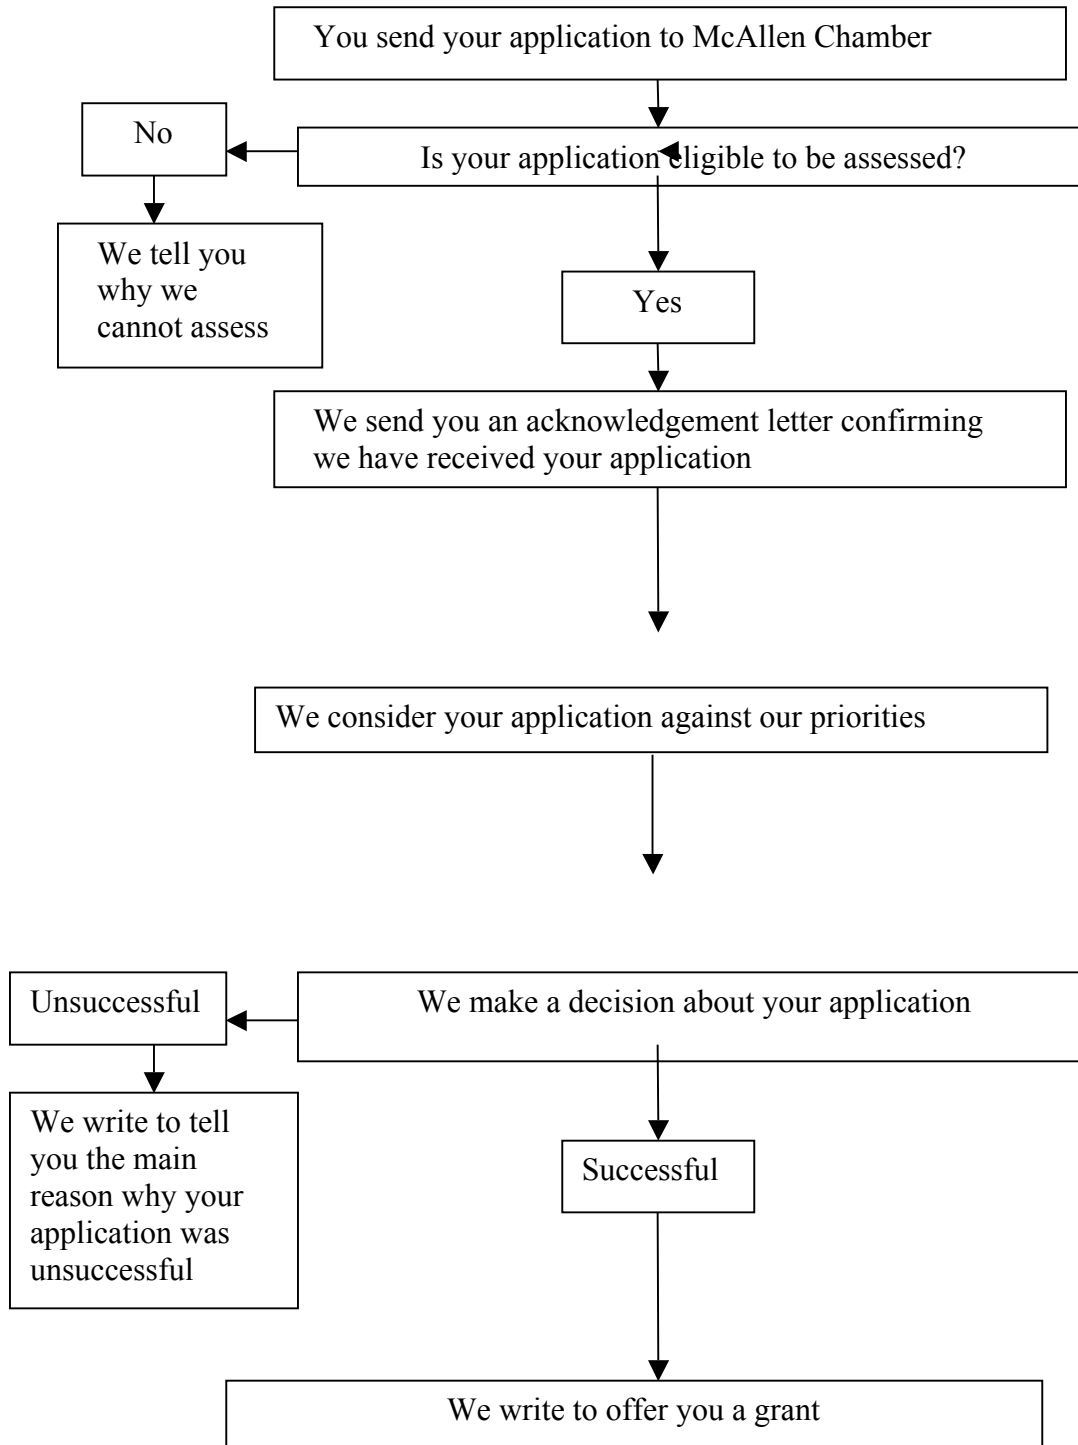 You send your application to McAllen Chamber
No
Is your application eligible to be assessed?
We tell you
why we
cannot assess
Yes
We send you an acknowledgement letter confirming
we have received your application
We consider your application against our priorities
Unsuccessful
We make a decision about your application
We write to tell
you the main
reason why your
application was
unsuccessful
Successful
We write to offer you a grant